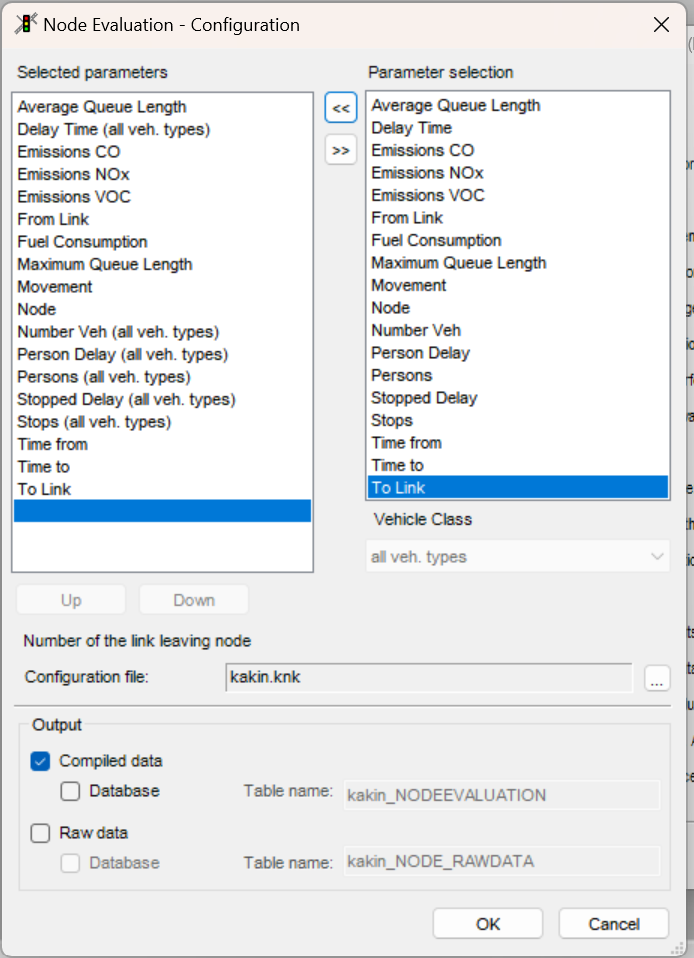 Node Evaluation - Configuration
Selected parameters
Average Queue Length
Delay Time (all veh. types)
Emissions CO
Emissions NOx
Emissions VOC
From Link
Fuel Consumption
Maximum Queue Length
Movement
Node
Number Veh (all veh. types)
Person Delay (all veh. types)
Persons (all veh. types)
Stopped Delay (all veh. types)
Stops (all veh. types)
Time from
Time to
To Link
<<
>>
Parameter selection
Average Queue Length
Delay Time
Emissions CO
Emissions NOx
Emissions VOC
From Link
Fuel Consumption
Maximum Queue Length
Movement
Node
Number Veh
Person Delay
Persons
Stopped Delay
Stops
Time from
Time to
To Link
Vehicle Class
all veh. types
Up Down
Number of the link leaving node
Configuration file: kakin.knk ...
Output
Compiled data
Database Table name: kakin_NODEEVALUATION
Raw data
Database Table name: kakin_NODE_RAWDATA
OK Cancel